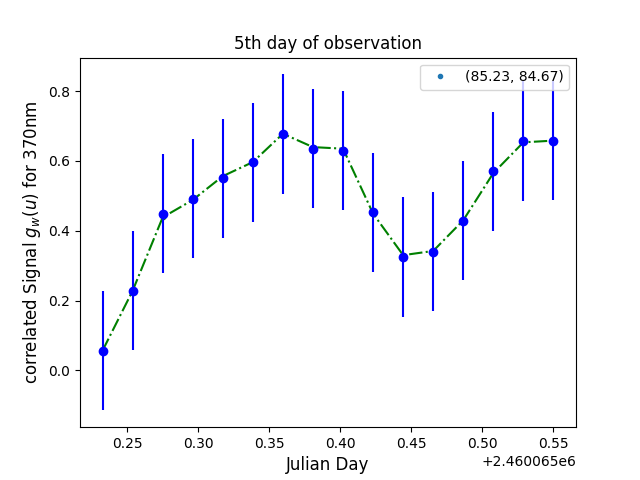 5th day of observation
(85.23, 84.67)
correlated Signal g_w(u) for 370nm
0.8
0.6
0.4
0.2
0.0
0.25 0.30 0.35 0.40 0.45 0.50 0.55
+2.460065e6
Julian Day